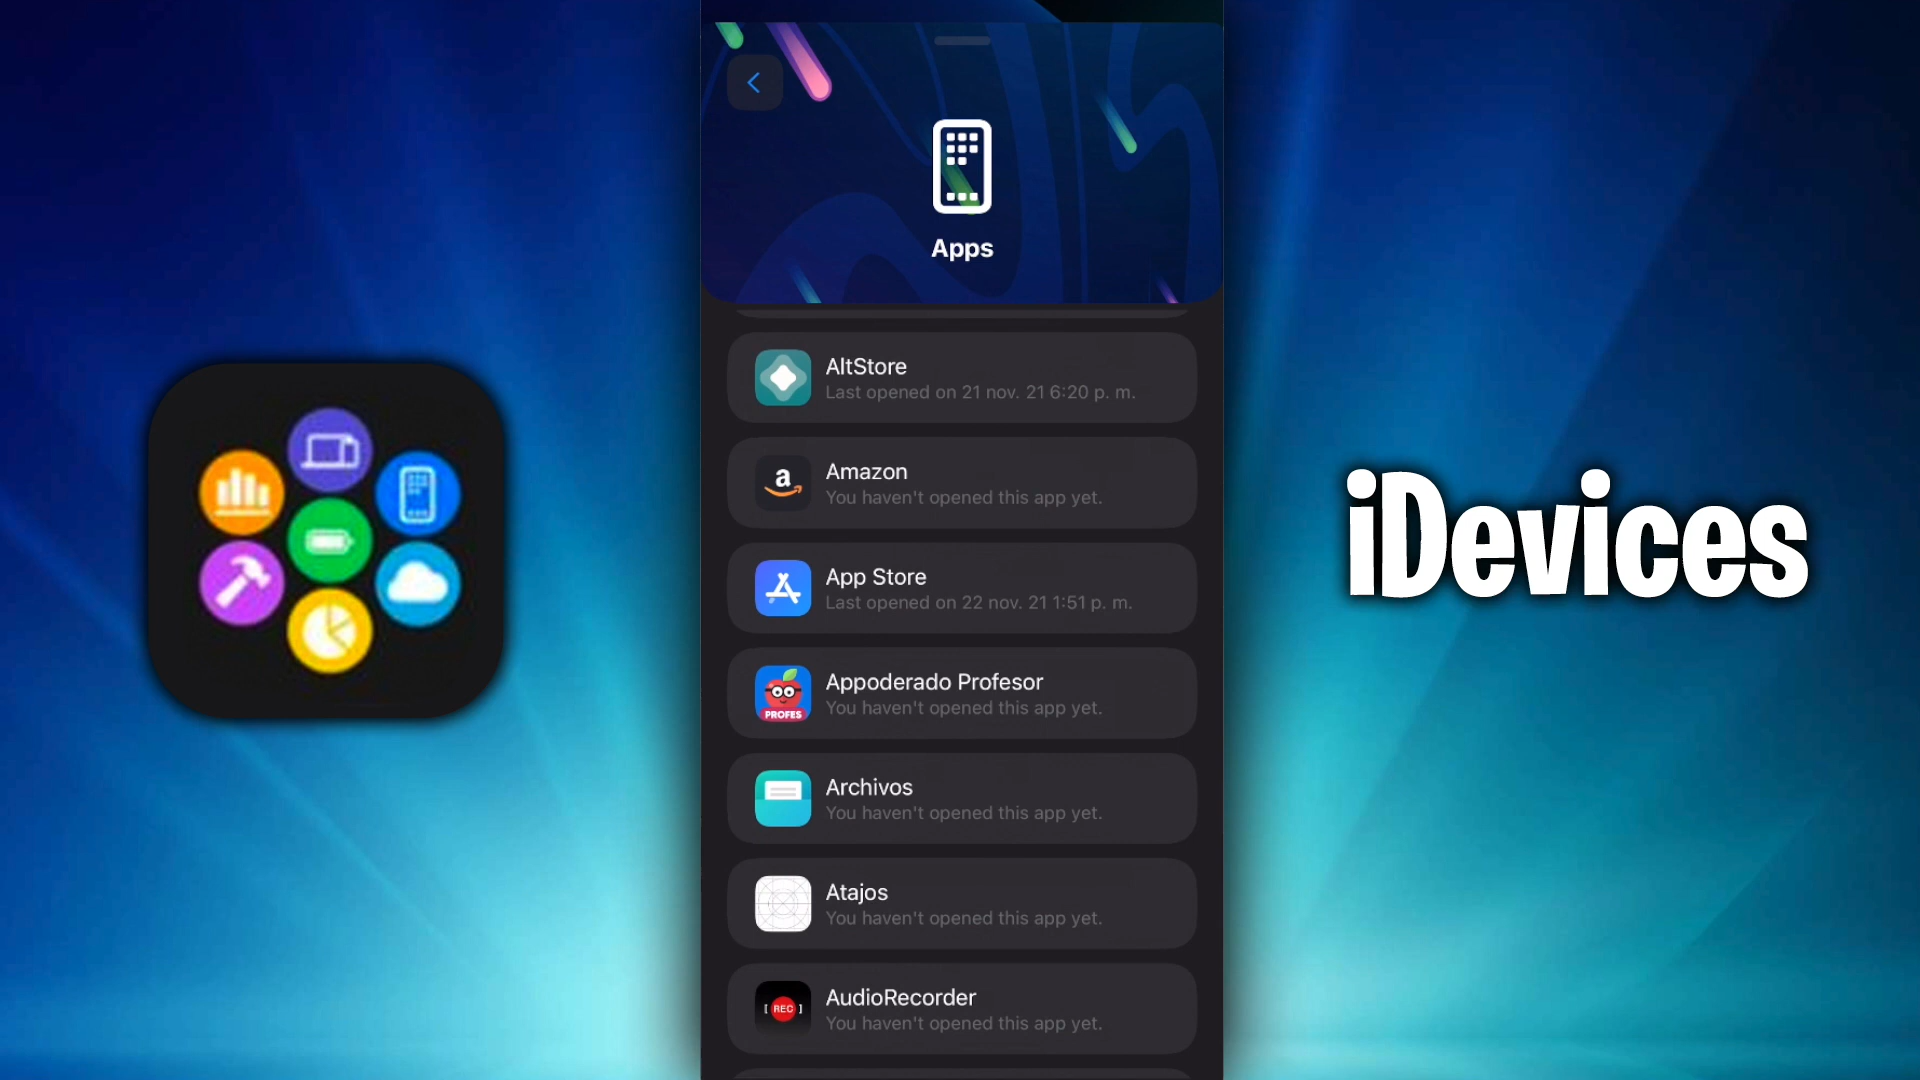 Apps
AltStore
Last opened on 21 nov. 21 6:20 p. m.
Amazon
You haven't opened this app yet.
App Store
Last opened on 22 nov. 21 1:51 p. m.
Appoderado Profesor
You haven't opened this app yet.
PROFES
Archivos
You haven't opened this app yet.
Atajos
You haven't opened this app yet.
AudioRecorder
You haven't opened this app yet.
[REC]
iDevices